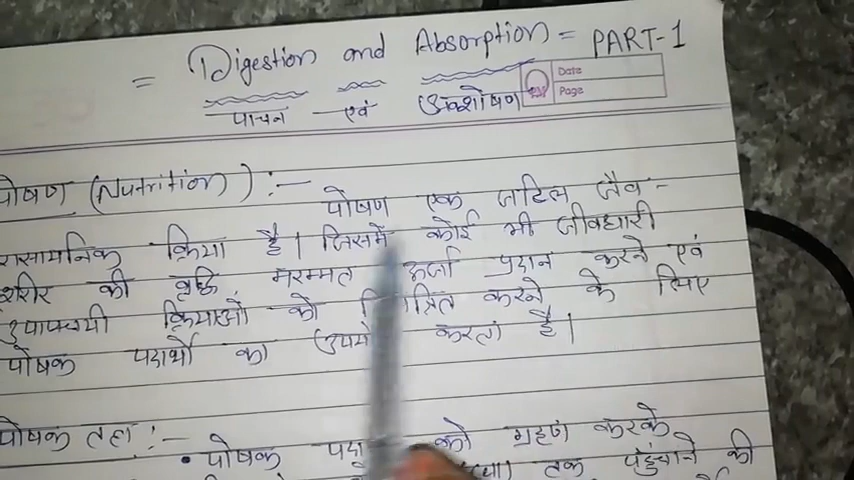 = Digestion and Absorption = PART-1
Date
Page
पाचन एवं अवशोषण
पोषण (Nutrition) :-
पोषण एक जटिल जैव-
रासायनिक क्रिया है। जिसमें कोई भी जीवधारी
शरीर की वृद्धि मरम्मत ऊर्जा प्रदान करने एवं
उपापचयी क्रियाओं को करने के लिए
पोषक पदार्थो का करता है।
पोषक :-
• पोषक को ग्रहण करके
तक पहुंचाने की